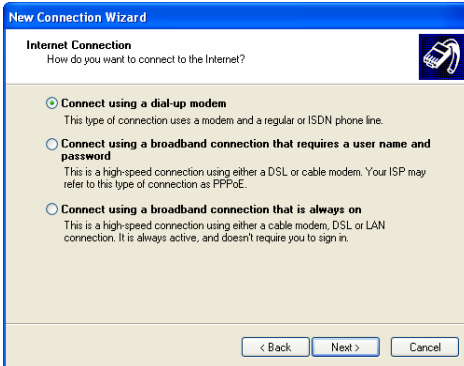 New Connection Wizard
Internet Connection
How do you want to connect to the Internet?
Connect using a dial-up modem
This type of connection uses a modem and a regular or ISDN phone line.
Connect using a broadband connection that requires a user name and
password
This is a high-speed connection using either a DSL or cable modem. Your ISP may
refer to this type of connection as PPPoE.
Connect using a broadband connection that is always on
This is a high-speed connection using either a cable modem, DSL or LAN
connection. It is always active, and doesn't require you to sign in.
< Back Next > Cancel